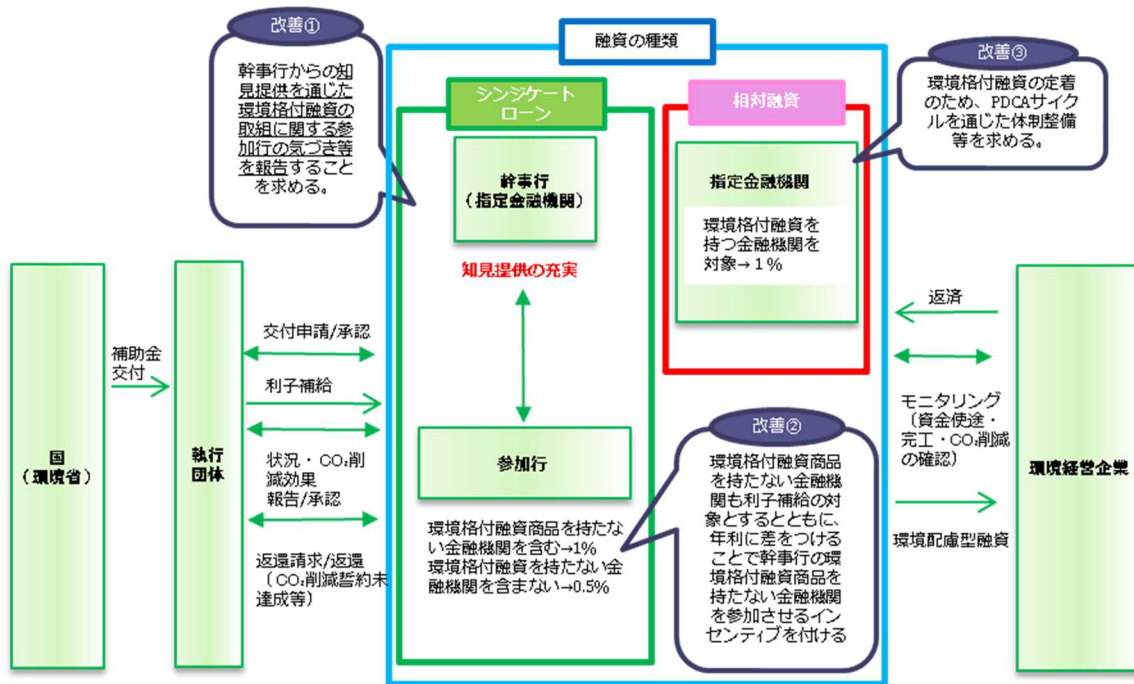 改善①
幹事行からの知
見提供を通じた
環境格付融資の
取組に関する参
加行の気づき等
を報告すること
を求める。
融資の種類
改善③
環境格付融資の定着
のため、PDCAサイク
ルを通じた体制整備
等を求める。
シンジケート
ローン
相対融資
幹事行
（指定金融機関）
指定金融機関
環境格付融資を
持つ金融機関を
対象→１％
知見提供の充実
国
（環境省）
補助金
交付
執行
団体
交付申請/承認
利子補給
状況・CO₂削
減効果
報告/承認
返還請求/返還
〔CO₂削減誓約未
達成等〕
参加行
環境格付融資商品を持たな
い金融機関を含む→1％
環境格付融資を持たない金
融機関を含まない→0.5％
改善②
環境格付融資商品
を持たない金融機
関も利子補給の対
象とするとともに、
年利に差をつける
ことで幹事行の環
境格付融資商品を
持たない金融機関
を参加させるイン
センティブを付ける
返済
モニタリング
〔資金使途・
完工・CO₂削減
の確認〕
環境配慮型融資
環境経営企業